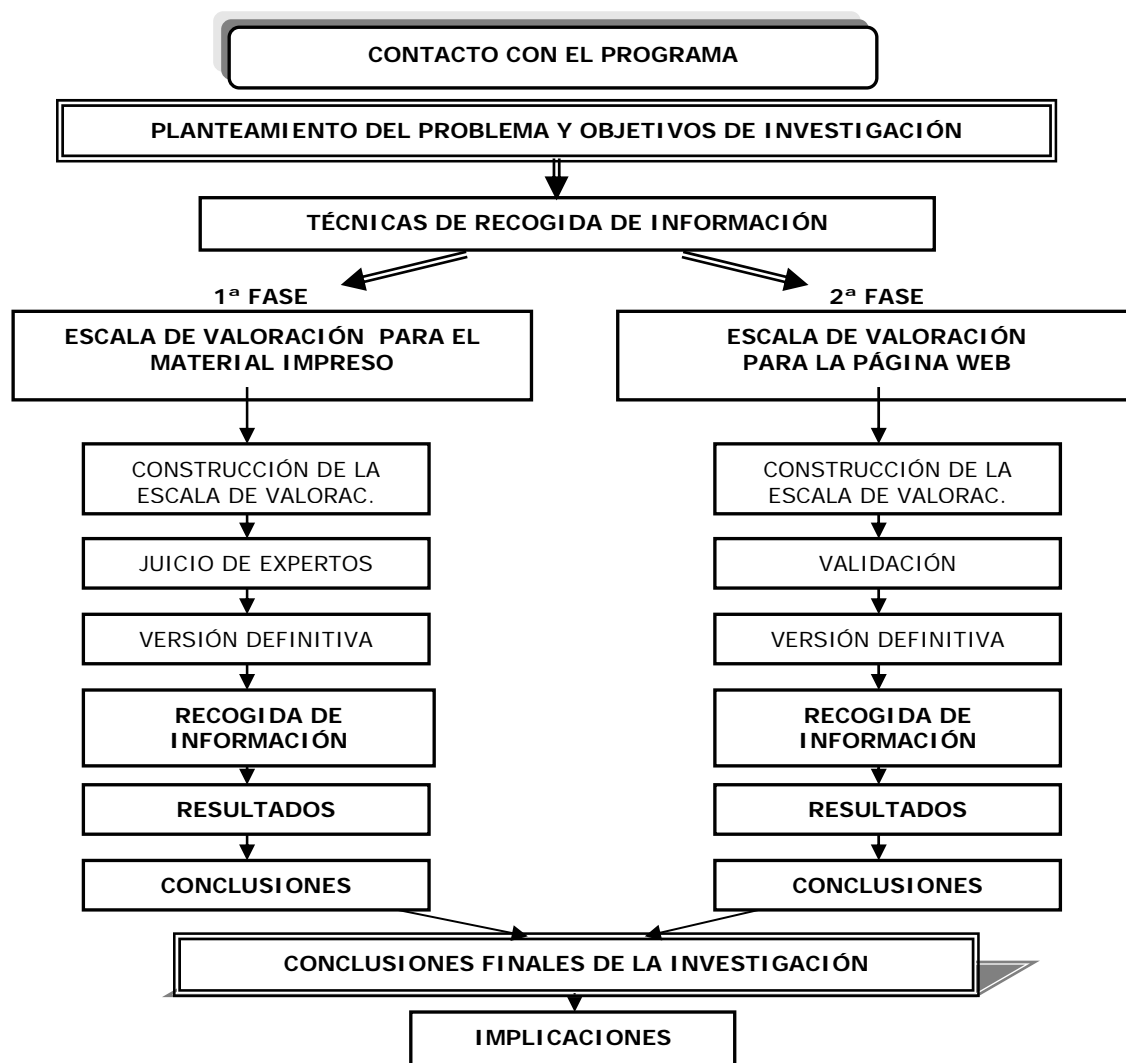 CONTACTO CON EL PROGRAMA
PLANTEAMIENTO DEL PROBLEMA Y OBJETIVOS DE INVESTIGACIÓN
TÉCNICAS DE RECOGIDA DE INFORMACIÓN
1ª FASE
ESCALA DE VALORACIÓN PARA EL
MATERIAL IMPRESO
CONSTRUCCIÓN DE LA
ESCALA DE VALORAC.
JUICIO DE EXPERTOS
VERSIÓN DEFINITIVA
RECOGIDA DE
INFORMACIÓN
RESULTADOS
CONCLUSIONES
2ª FASE
ESCALA DE VALORACIÓN
PARA LA PÁGINA WEB
CONSTRUCCIÓN DE LA
ESCALA DE VALORAC.
VALIDACIÓN
VERSIÓN DEFINITIVA
RECOGIDA DE
INFORMACIÓN
RESULTADOS
CONCLUSIONES
CONCLUSIONES FINALES DE LA INVESTIGACIÓN
IMPLICACIONES